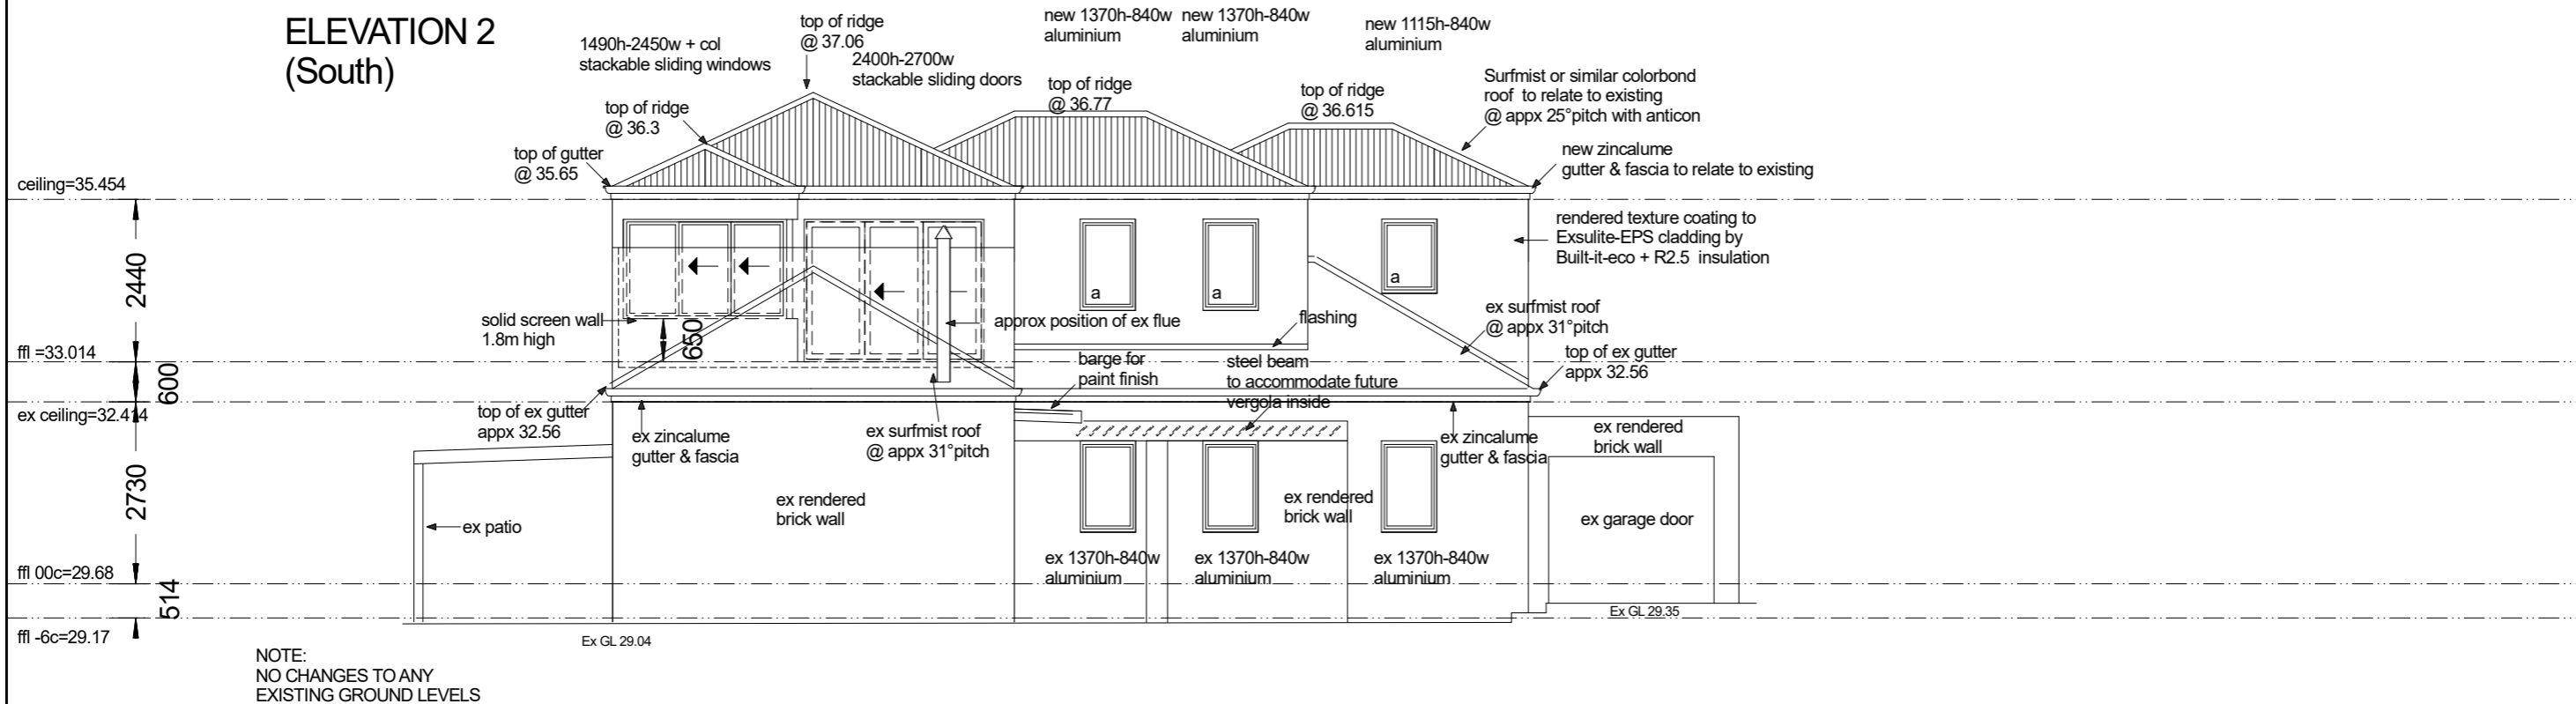 ELEVATION 2
(South)
1490h-2450w + col
stackable sliding windows
top of ridge
@ 37.06
2400h-2700w
stackable sliding doors
new 1370h-840w
aluminium
new 1370h-840w
aluminium
new 1115h-840w
aluminium
top of ridge
@ 36.3
top of ridge
@ 36.77
top of ridge
@ 36.615
Surfmist or similar colorbond
roof to relate to existing
@ appx 25°pitch with anticon
top of gutter
@ 35.65
new zincalume
gutter & fascia to relate to existing
ceiling=35.454
rendered texture coating to
Exsulite-EPS cladding by
Built-it-eco + R2.5 insulation
2440
a
a
a
solid screen wall
1.8m high
650
approx position of ex flue
flashing
ex surfmist roof
@ appx 31°pitch
ffl =33.014
600
barge for
paint finish
steel beam
to accommodate future
vergola inside
top of ex gutter
appx 32.56
ex ceiling=32.414
top of ex gutter
appx 32.56
ex zincalume
gutter & fascia
ex surfmist roof
@ appx 31°pitch
ex zincalume
gutter & fascia
ex rendered
brick wall
2730
ex patio
ex rendered
brick wall
ex rendered
brick wall
ex garage door
ex 1370h-840w
aluminium
ex 1370h-840w
aluminium
ex 1370h-840w
aluminium
ffl 00c=29.68
514
ffl -6c=29.17
Ex GL 29.04
Ex GL 29.35
NOTE:
NO CHANGES TO ANY
EXISTING GROUND LEVELS